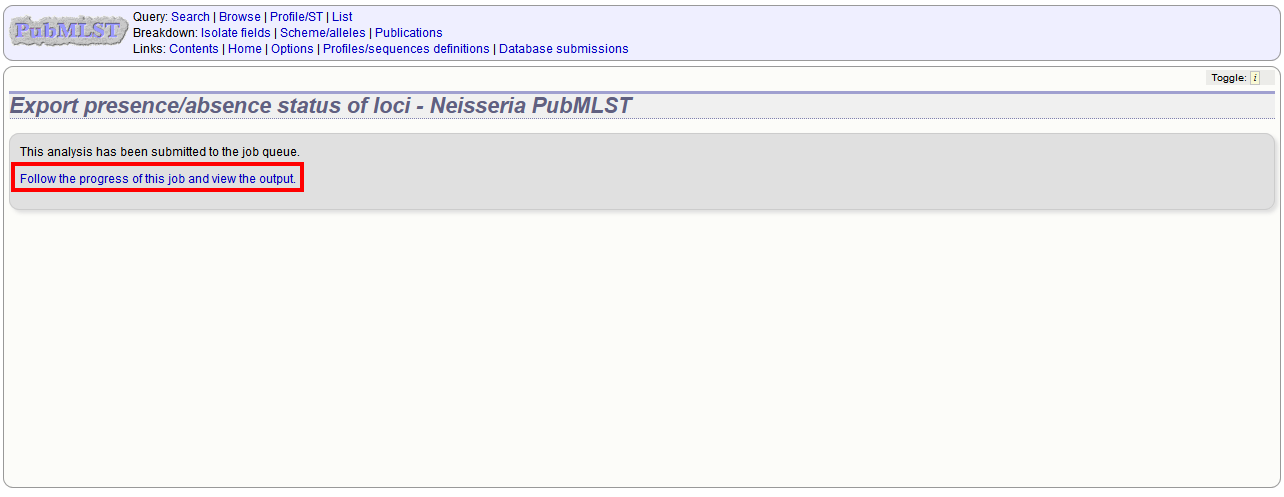 PubMLST
Query: Search | Browse | Profile/ST | List
Breakdown: Isolate fields | Scheme/alleles | Publications
Links: Contents | Home | Options | Profiles/sequences definitions | Database submissions
Toggle: i
Export presence/absence status of loci - Neisseria PubMLST
This analysis has been submitted to the job queue.
Follow the progress of this job and view the output.